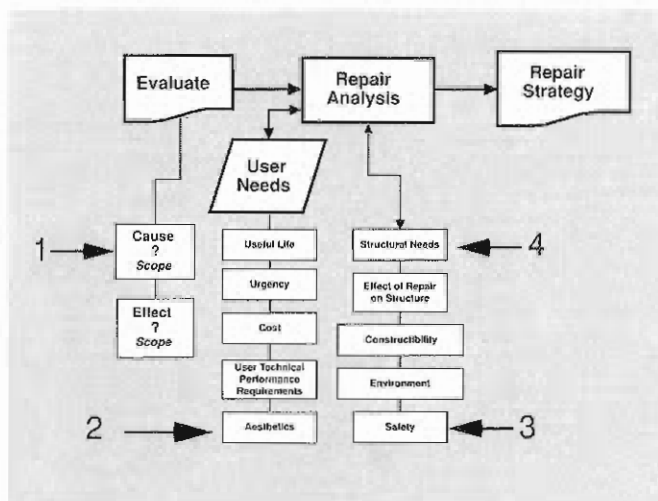 Evaluate
Repair
Analysis
Repair
Strategy
User
Needs
1
Cause
?
Scope
Effect
?
Scope
Useful Life
Urgency
Cost
User Technical
Performance
Requirements
2
Aesthetics
Structural Needs
4
Effect of Repair
on Structure
Constructibility
Environment
Safety
3